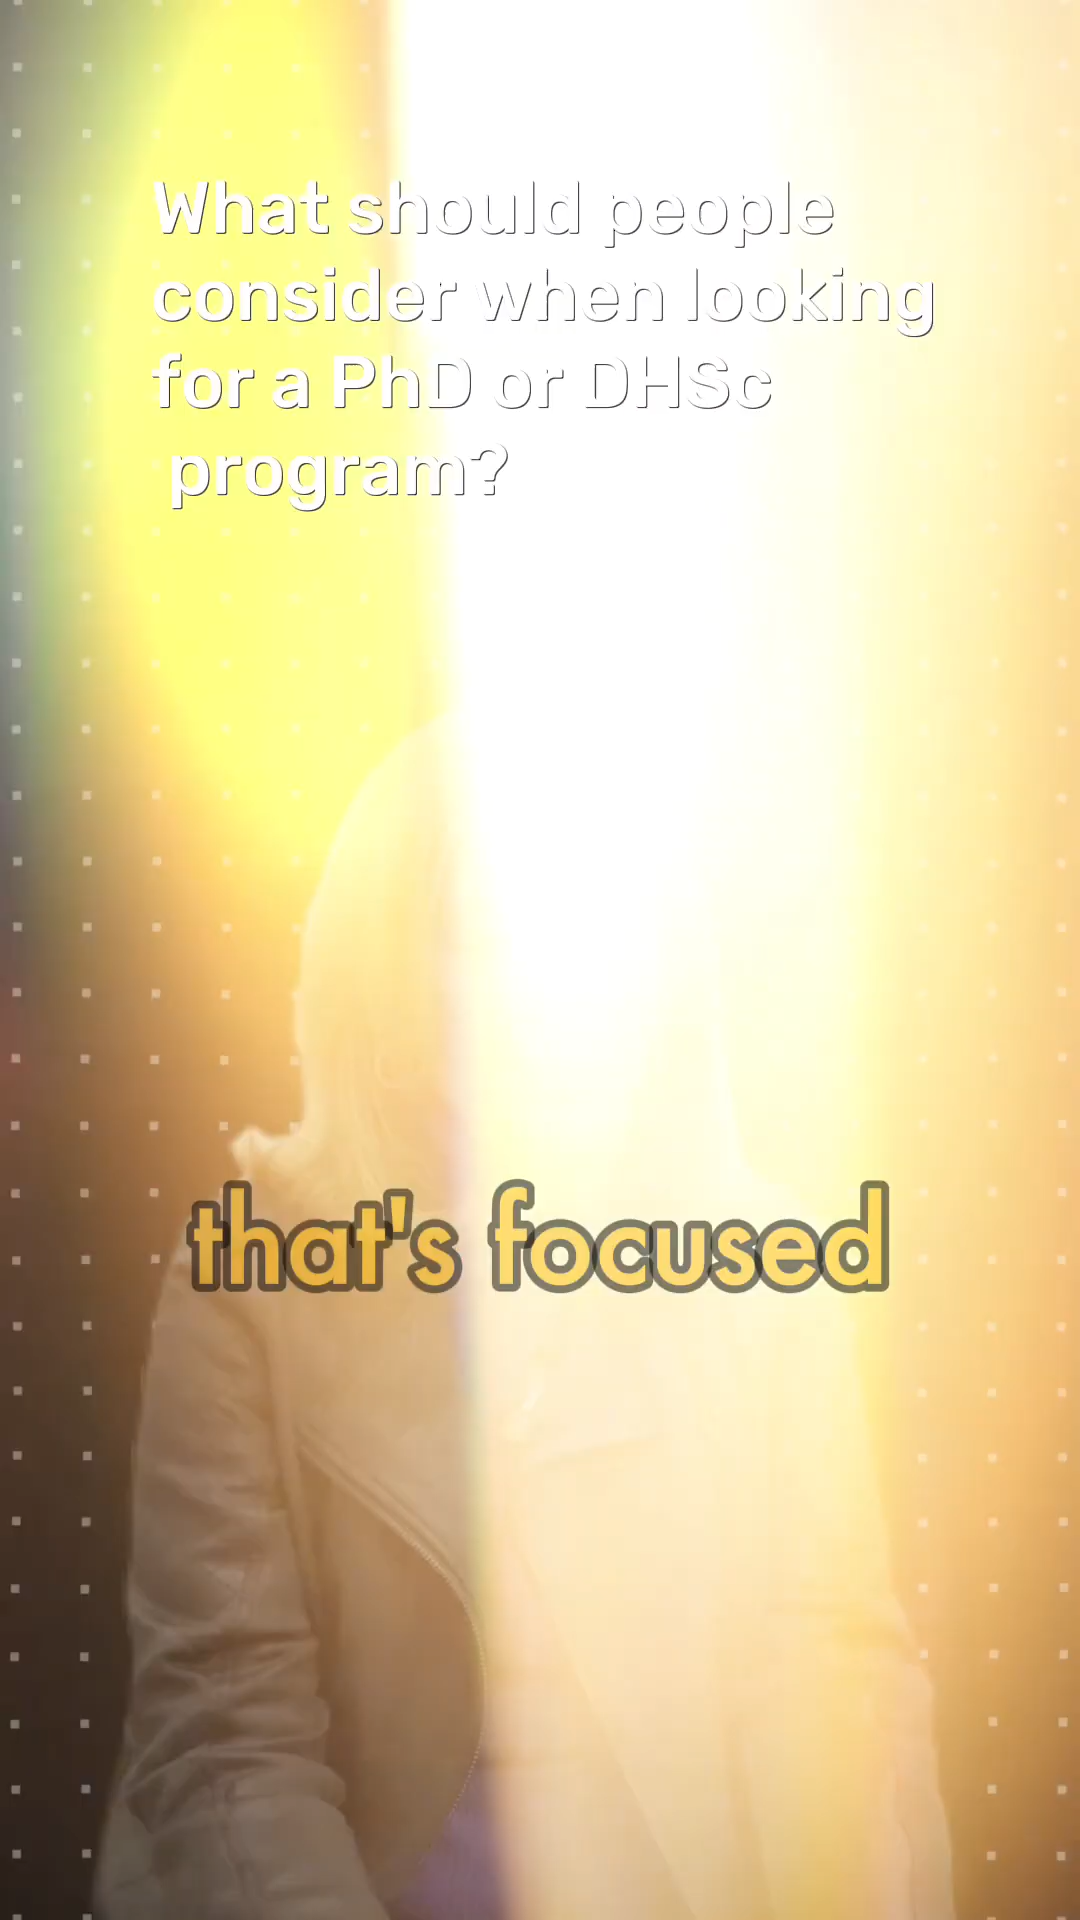 What should people
consider when looking
for a PhD or DHSc
program?
that's focused